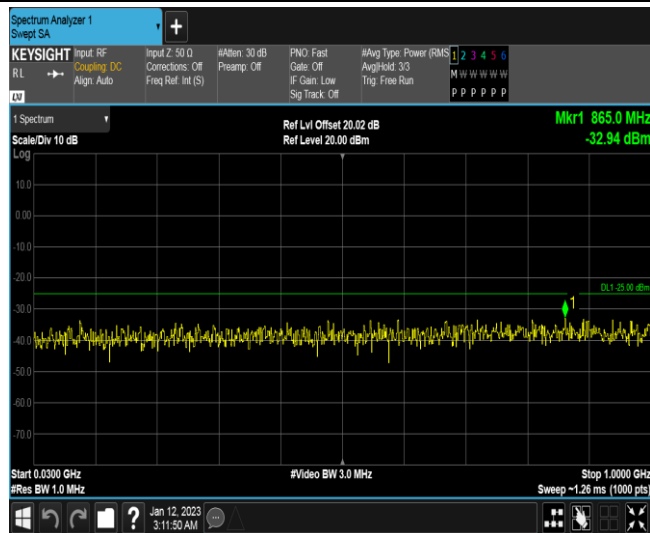 Spectrum Analyzer 1
Swept SA
+
KEYSIGHT
RL
LXI
Input: RF
Coupling: DC
Align: Auto
Input Z: 50 Ω
Corrections: Off
Freq Ref: Int (S)
#Atten: 30 dB
Preamp: Off
PNO: Fast
Gate: Off
IF Gain: Low
Sig Track: Off
#Avg Type: Power (RMS
Avg|Hold: 3/3
Trig: Free Run
1 2 3 4 5 6
M W W W W W
P P P P P P
1 Spectrum
Scale/Div 10 dB
Ref Lvl Offset 20.02 dB
Ref Level 20.00 dBm
Mkr1 865.0 MHz
-32.94 dBm
Log
10.0
0.00
-10.0
-20.0
DL1 -25.00 dBm
1
-30.0
-40.0
-50.0
-60.0
-70.0
Start 0.0300 GHz
#Video BW 3.0 MHz
Stop 1.0000 GHz
#Res BW 1.0 MHz
Sweep ~1.26 ms (1000 pts)
?
Jan 12, 2023
3:11:50 AM